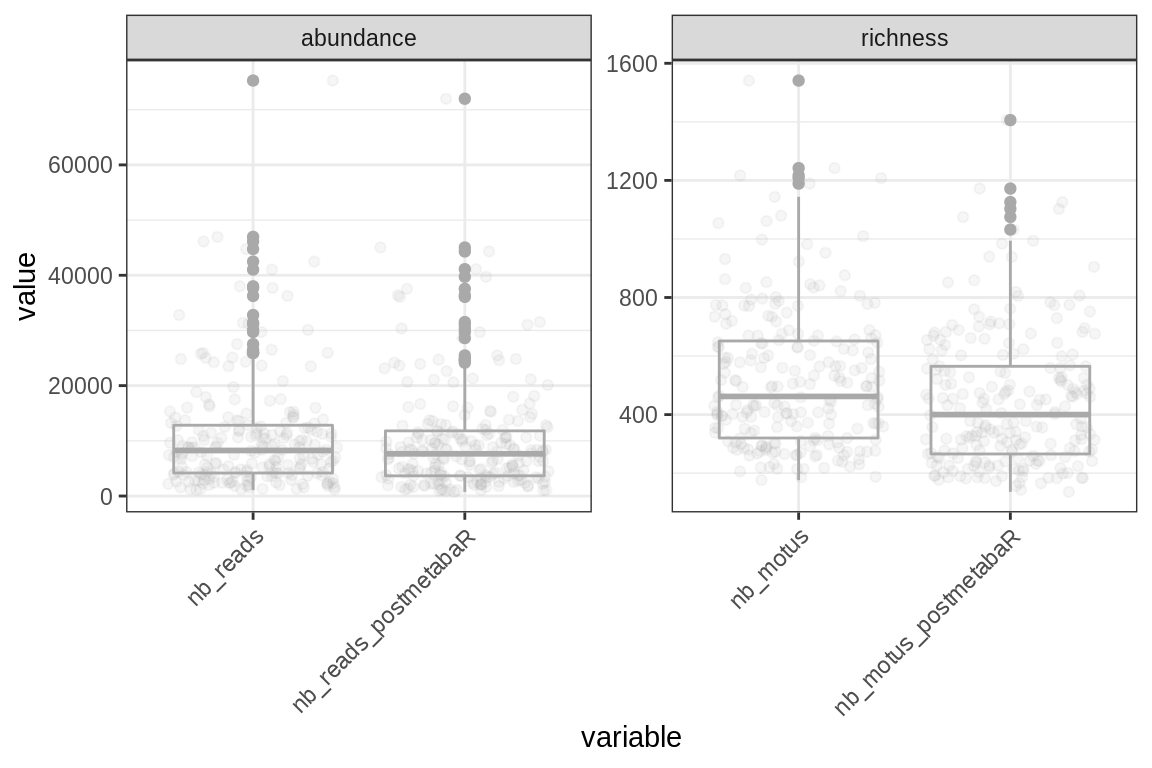 abundance
richness
value
60000
40000
20000
0
1600
1200
800
400
nb_reads
nb_reads_postmetabaR
nb_motus
nb_motus_postmetabaR
variable